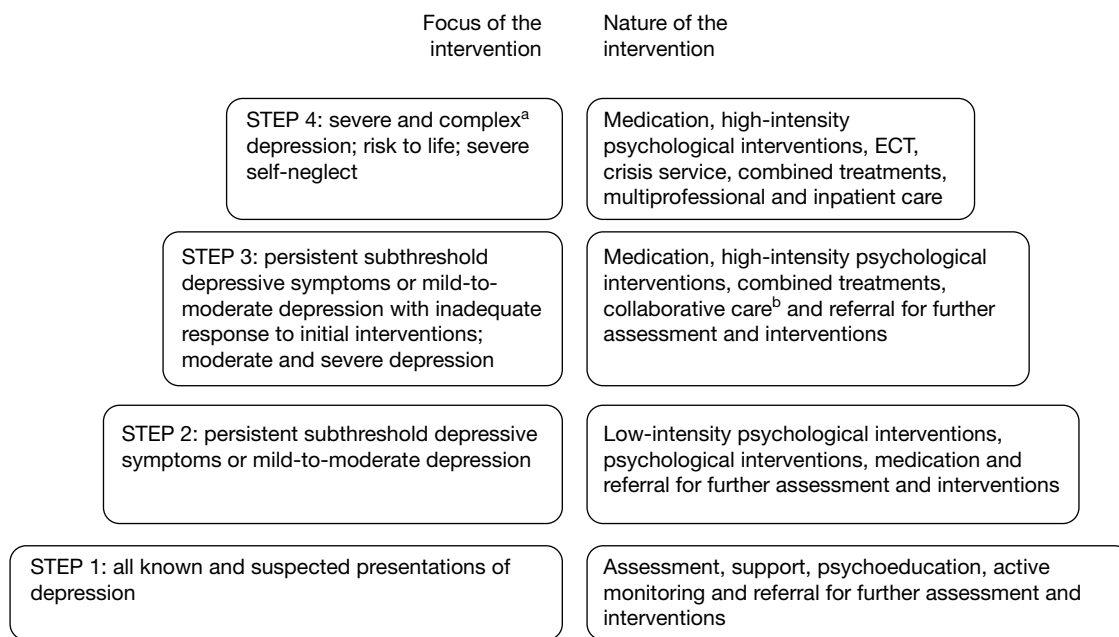 Focus of the
intervention
Nature of the
intervention
STEP 4: severe and complexa
depression; risk to life; severe
self-neglect
Medication, high-intensity
psychological interventions, ECT,
crisis service, combined treatments,
multiprofessional and inpatient care
STEP 3: persistent subthreshold
depressive symptoms or mild-to-
moderate depression with inadequate
response to initial interventions;
moderate and severe depression
Medication, high-intensity psychological
interventions, combined treatments,
collaborative careb and referral for further
assessment and interventions
STEP 2: persistent subthreshold depressive
symptoms or mild-to-moderate depression
Low-intensity psychological interventions,
psychological interventions, medication and
referral for further assessment and interventions
STEP 1: all known and suspected presentations of
depression
Assessment, support, psychoeducation, active
monitoring and referral for further assessment and
interventions